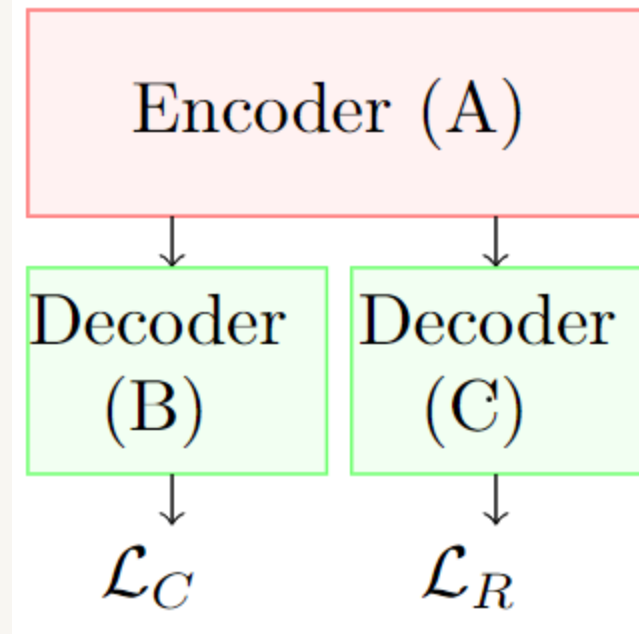 Encoder (A)
Decoder
(B)
Decoder
(C)
ℒ_C
ℒ_R